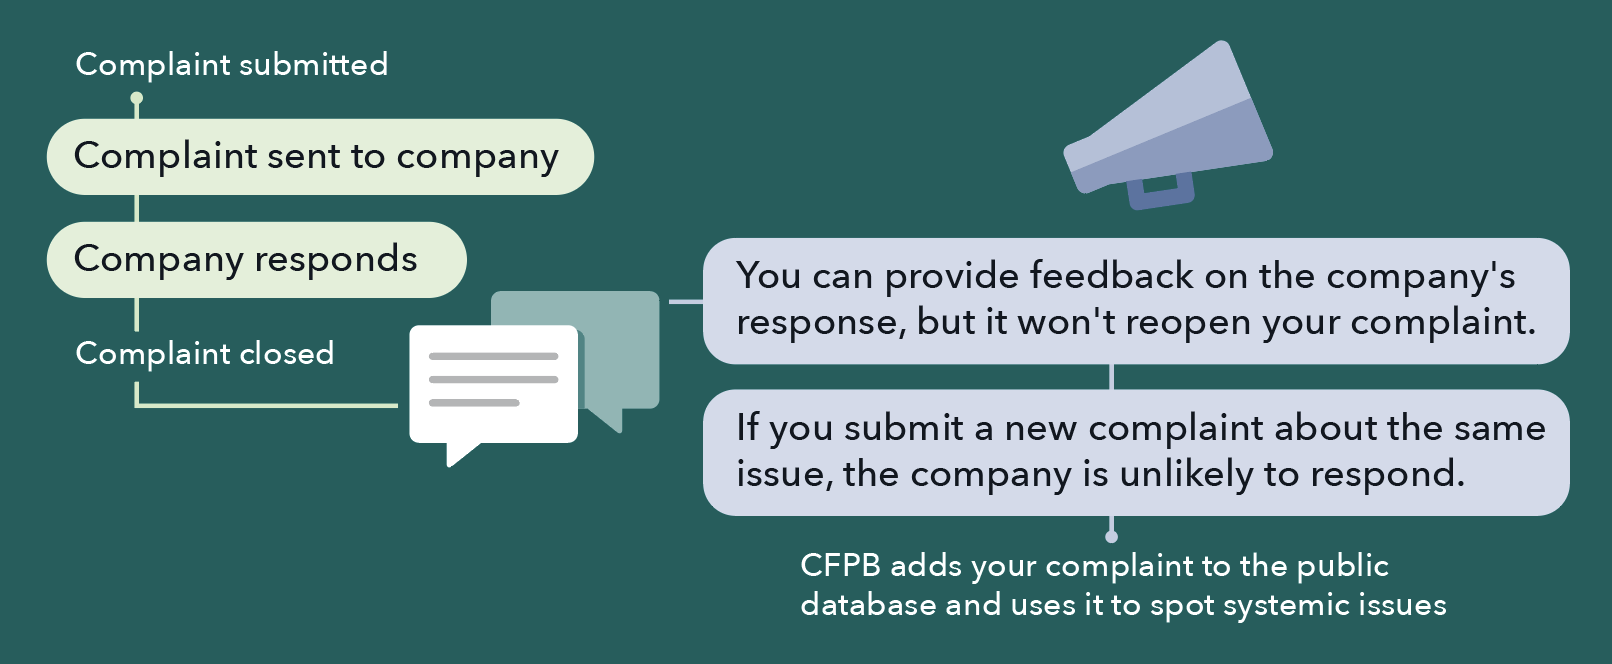 Complaint submitted
Complaint sent to company
Company responds
Complaint closed
You can provide feedback on the company's
response, but it won't reopen your complaint.
If you submit a new complaint about the same
issue, the company is unlikely to respond.
CFPB adds your complaint to the public
database and uses it to spot systemic issues